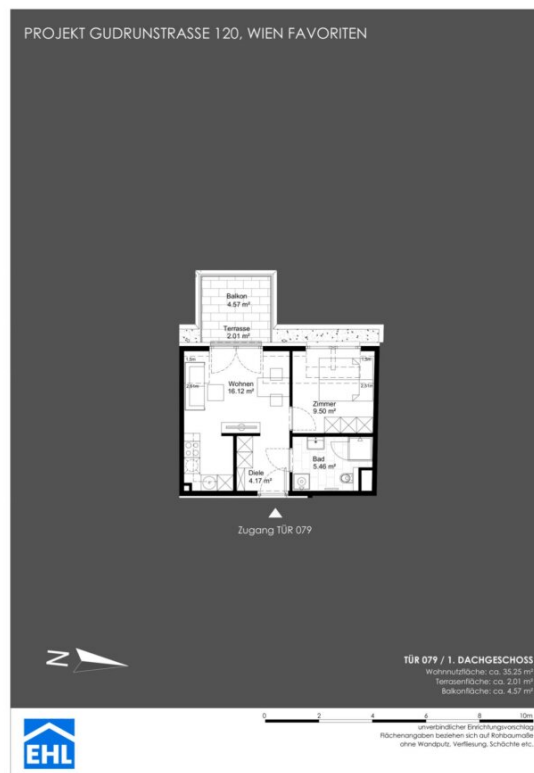 PROJEKT GUDRUNSTRASSE 120, WIEN FAVORITEN
Balkon
4.57 m²
Terrasse
2.01 m²
Wohnen
16.12 m²
Zimmer
9.50 m²
Bad
5.46 m²
Diele
4.17 m²
Zugang TÜR 079
N
TÜR 079 / 1. DACHGESCHOSS
Wohnnutzfläche: ca. 35,25 m²
Terrasenfläche: ca. 2,01 m²
Balkonfläche: ca. 4,57 m²
EHL
0 2 4 6 8 10m
unverbindlicher Einrichtungsvorschlag
Flächenangaben beziehen sich auf Rohbaumaße
ohne Wandputz, Verfliesung, Schächte etc.